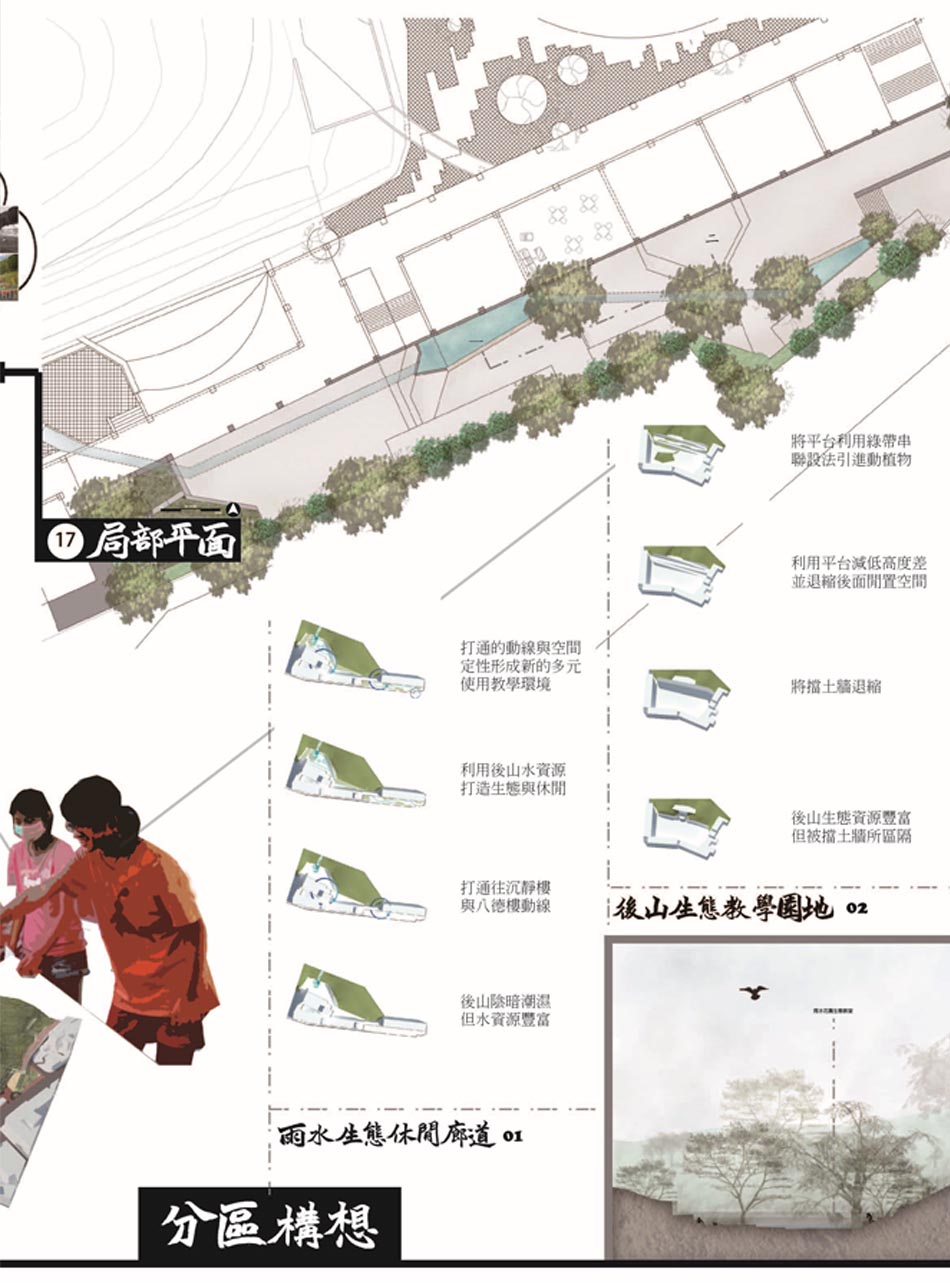 二
一
17 局部平面
將平台利用綠帶串
聯設法引進動植物
利用平台減低高度差
並退縮後面閒置空間
將擋土牆退縮
後山生態資源豐富
但被擋土牆所區隔
後山生態教學園地 02
打通的動線與空間
定性形成新的多元
使用教學環境
利用後山水資源
打造生態與休閒
打通往沉靜樓
與八德樓動線
後山陰暗潮濕
但水資源豐富
雨水生態休閒廊道 01
分區構想